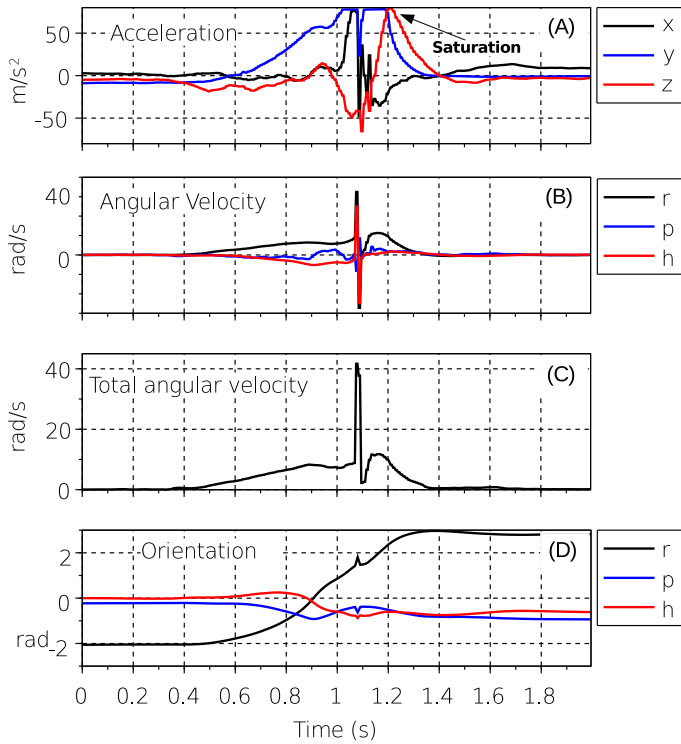 Acceleration
(A)
Saturation
m/s²
50
0
-50
x
y
z
Angular Velocity
(B)
rad/s
40
0
r
p
h
Total angular velocity
(C)
rad/s
40
20
0
Orientation
(D)
rad
2
0
-2
r
p
h
0 0.2 0.4 0.6 0.8 1 1.2 1.4 1.6 1.8
Time (s)